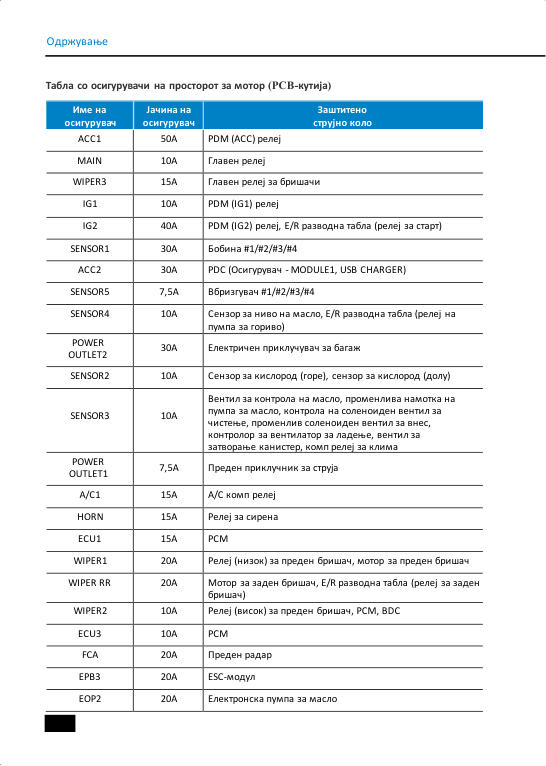 Одржување
Табла со осигурувачи на просторот за мотор (PCB-кутија)
Име на осигурувач Јачина на осигурувач Заштитено струјно коло
ACC1 50A PDM (ACC) релеј
MAIN 10A Главен релеј
WIPER3 15A Главен релеј за бришачи
IG1 10A PDM (IG1) релеј
IG2 40A PDM (IG2) релеј, E/R разводна табла (релеј за старт)
SENSOR1 30A Бобина #1/#2/#3/#4
ACC2 30A PDC (Осигурувач - MODULE1, USB CHARGER)
SENSOR5 7,5A Вбризгувач #1/#2/#3/#4
SENSOR4 10A Сензор за ниво на масло, E/R разводна табла (релеј на
пумпа за гориво)
POWER OUTLET2 30A Електричен приклучувач за багаж
SENSOR2 10A Сензор за кислород (горе), сензор за кислород (долу)
SENSOR3 10A Вентил за контрола на масло, променлива намотка на
пумпа за масло, контрола на соленоиден вентил за
чистење, променлив соленоиден вентил за внес,
контролор за вентилатор за ладење, вентил за
затворање канистер, комп релеј за клима
POWER OUTLET1 7,5A Преден приклучник за струја
A/C1 15A A/C комп релеј
HORN 15A Релеј за сирена
ECU1 15A PCM
WIPER1 20A Релеј (низок) за преден бришач, мотор за преден бришач
WIPER RR 20A Мотор за заден бришач, E/R разводна табла (релеј за заден
бришач)
WIPER2 10A Релеј (висок) за преден бришач, PCM, BDC
ECU3 10A PCM
FCA 20A Преден радар
EPB3 20A ESC-модул
EOP2 20A Електронска пумпа за масло